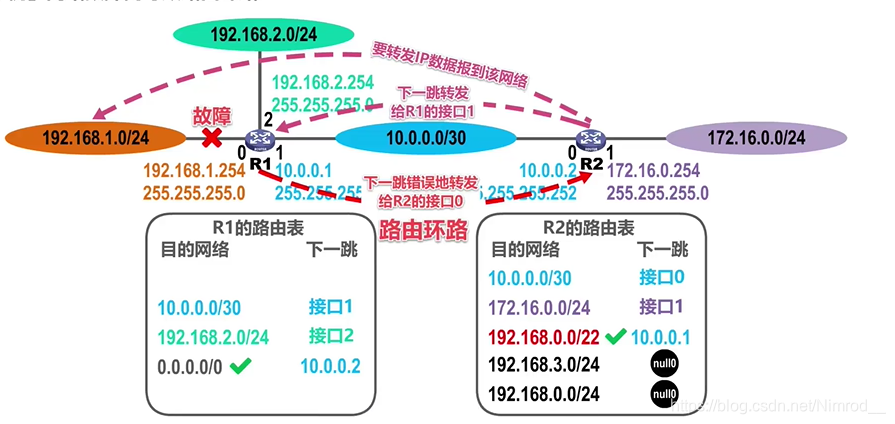 192.168.2.0/24
要转发IP数据报到该网络
192.168.2.254
255.255.255.0
下一跳转发
给R1的接口1
故障
2
192.168.1.0/24
10.0.0.0/30
172.16.0.0/24
0
R1
1
0
R2
1
192.168.1.254
255.255.255.0
10.0.0.1
255.255.255
下一跳错误地转发
给R2的接口0
10.0.0.2
.255.252
172.16.0.254
255.255.255.0
路由环路
R1的路由表
目的网络 下一跳
10.0.0.0/30 接口1
192.168.2.0/24 接口2
0.0.0.0/0 10.0.0.2
R2的路由表
目的网络 下一跳
10.0.0.0/30 接口0
172.16.0.0/24 接口1
192.168.0.0/22 10.0.0.1
192.168.3.0/24 null0
192.168.0.0/24 null0
https://blog.csdn.net/Nimrod__